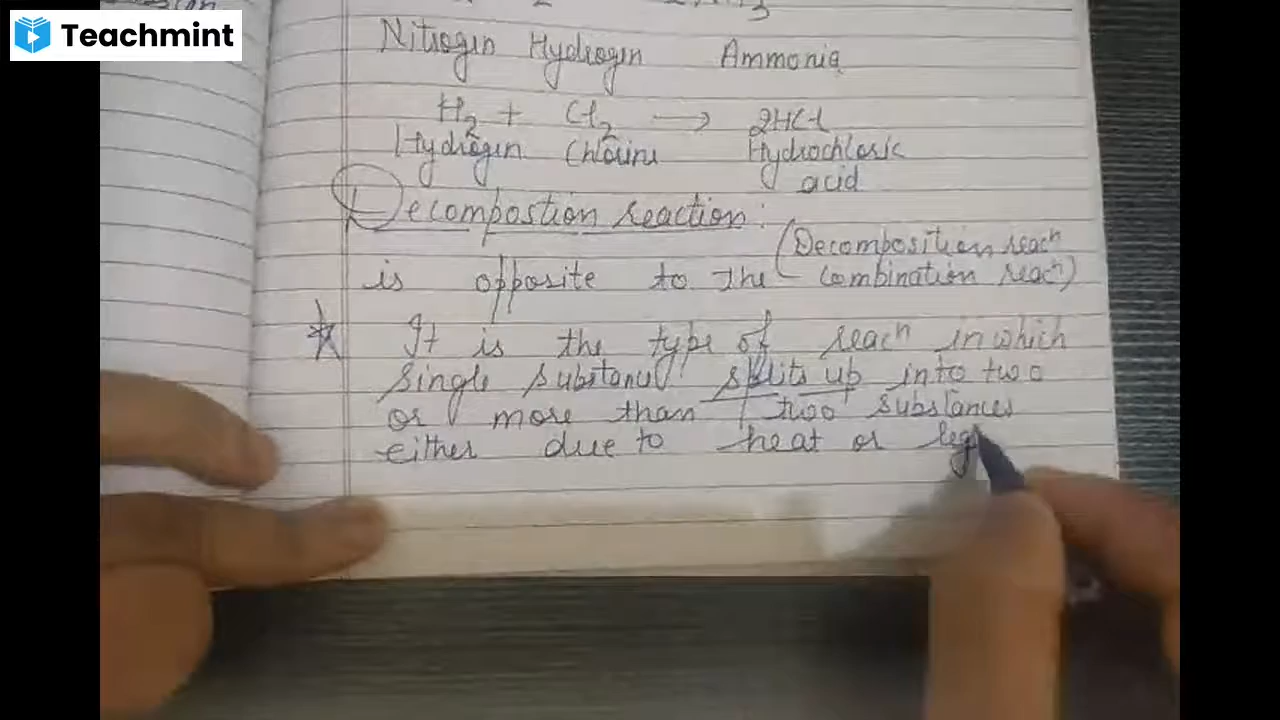 Teachmint
Nitrogen Hydrogen Ammonia
H2 + Cl2 → 2HCl
Hydrogen Chlorine Hydrochloric
acid
Decompostion reaction:
(Decomposition reacn
is opposite to the combination reacn)
It is the type of reacn in which
single substance splits up into two
or more than two substances
either due to heat or lig